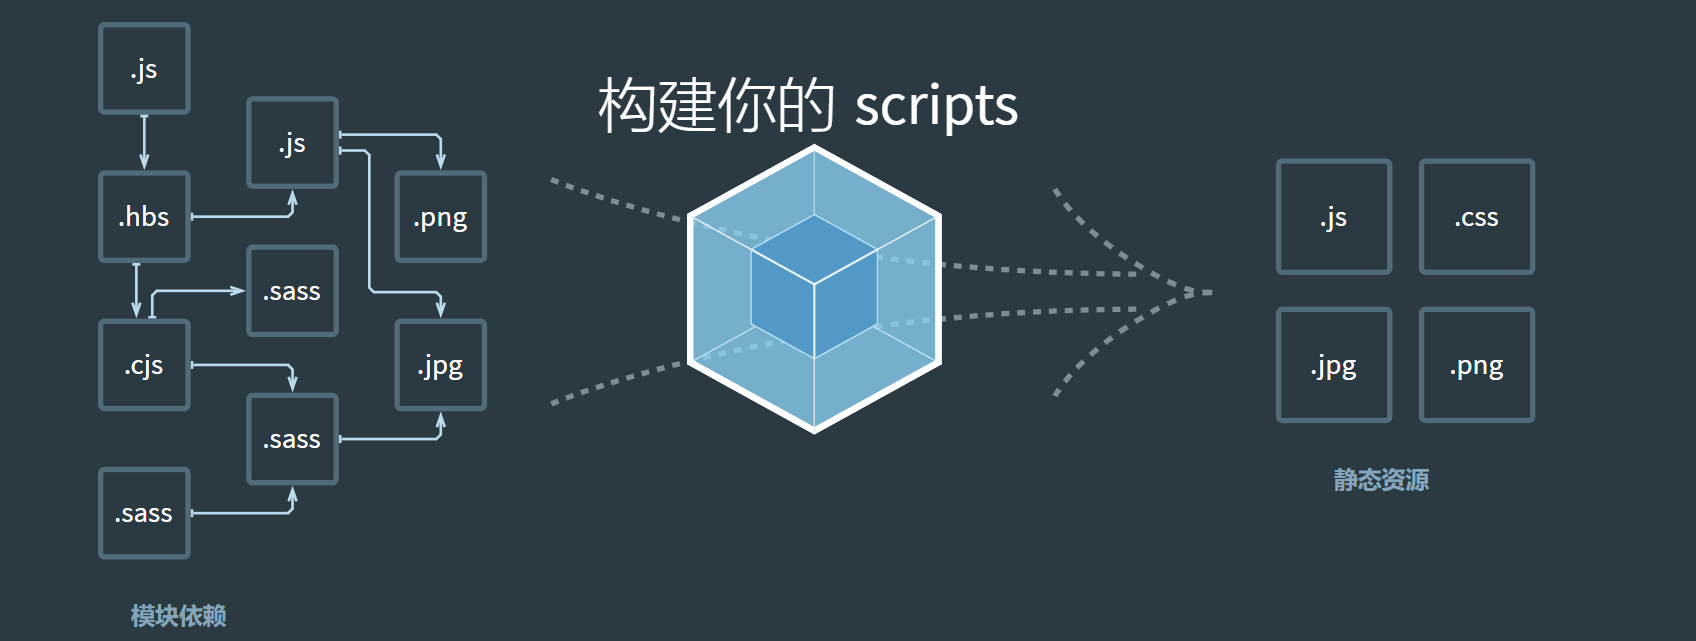 .js
.js
.hbs
.png
.sass
.cjs
.jpg
.sass
.sass
模块依赖
构建你的 scripts
.js
.css
.jpg
.png
静态资源